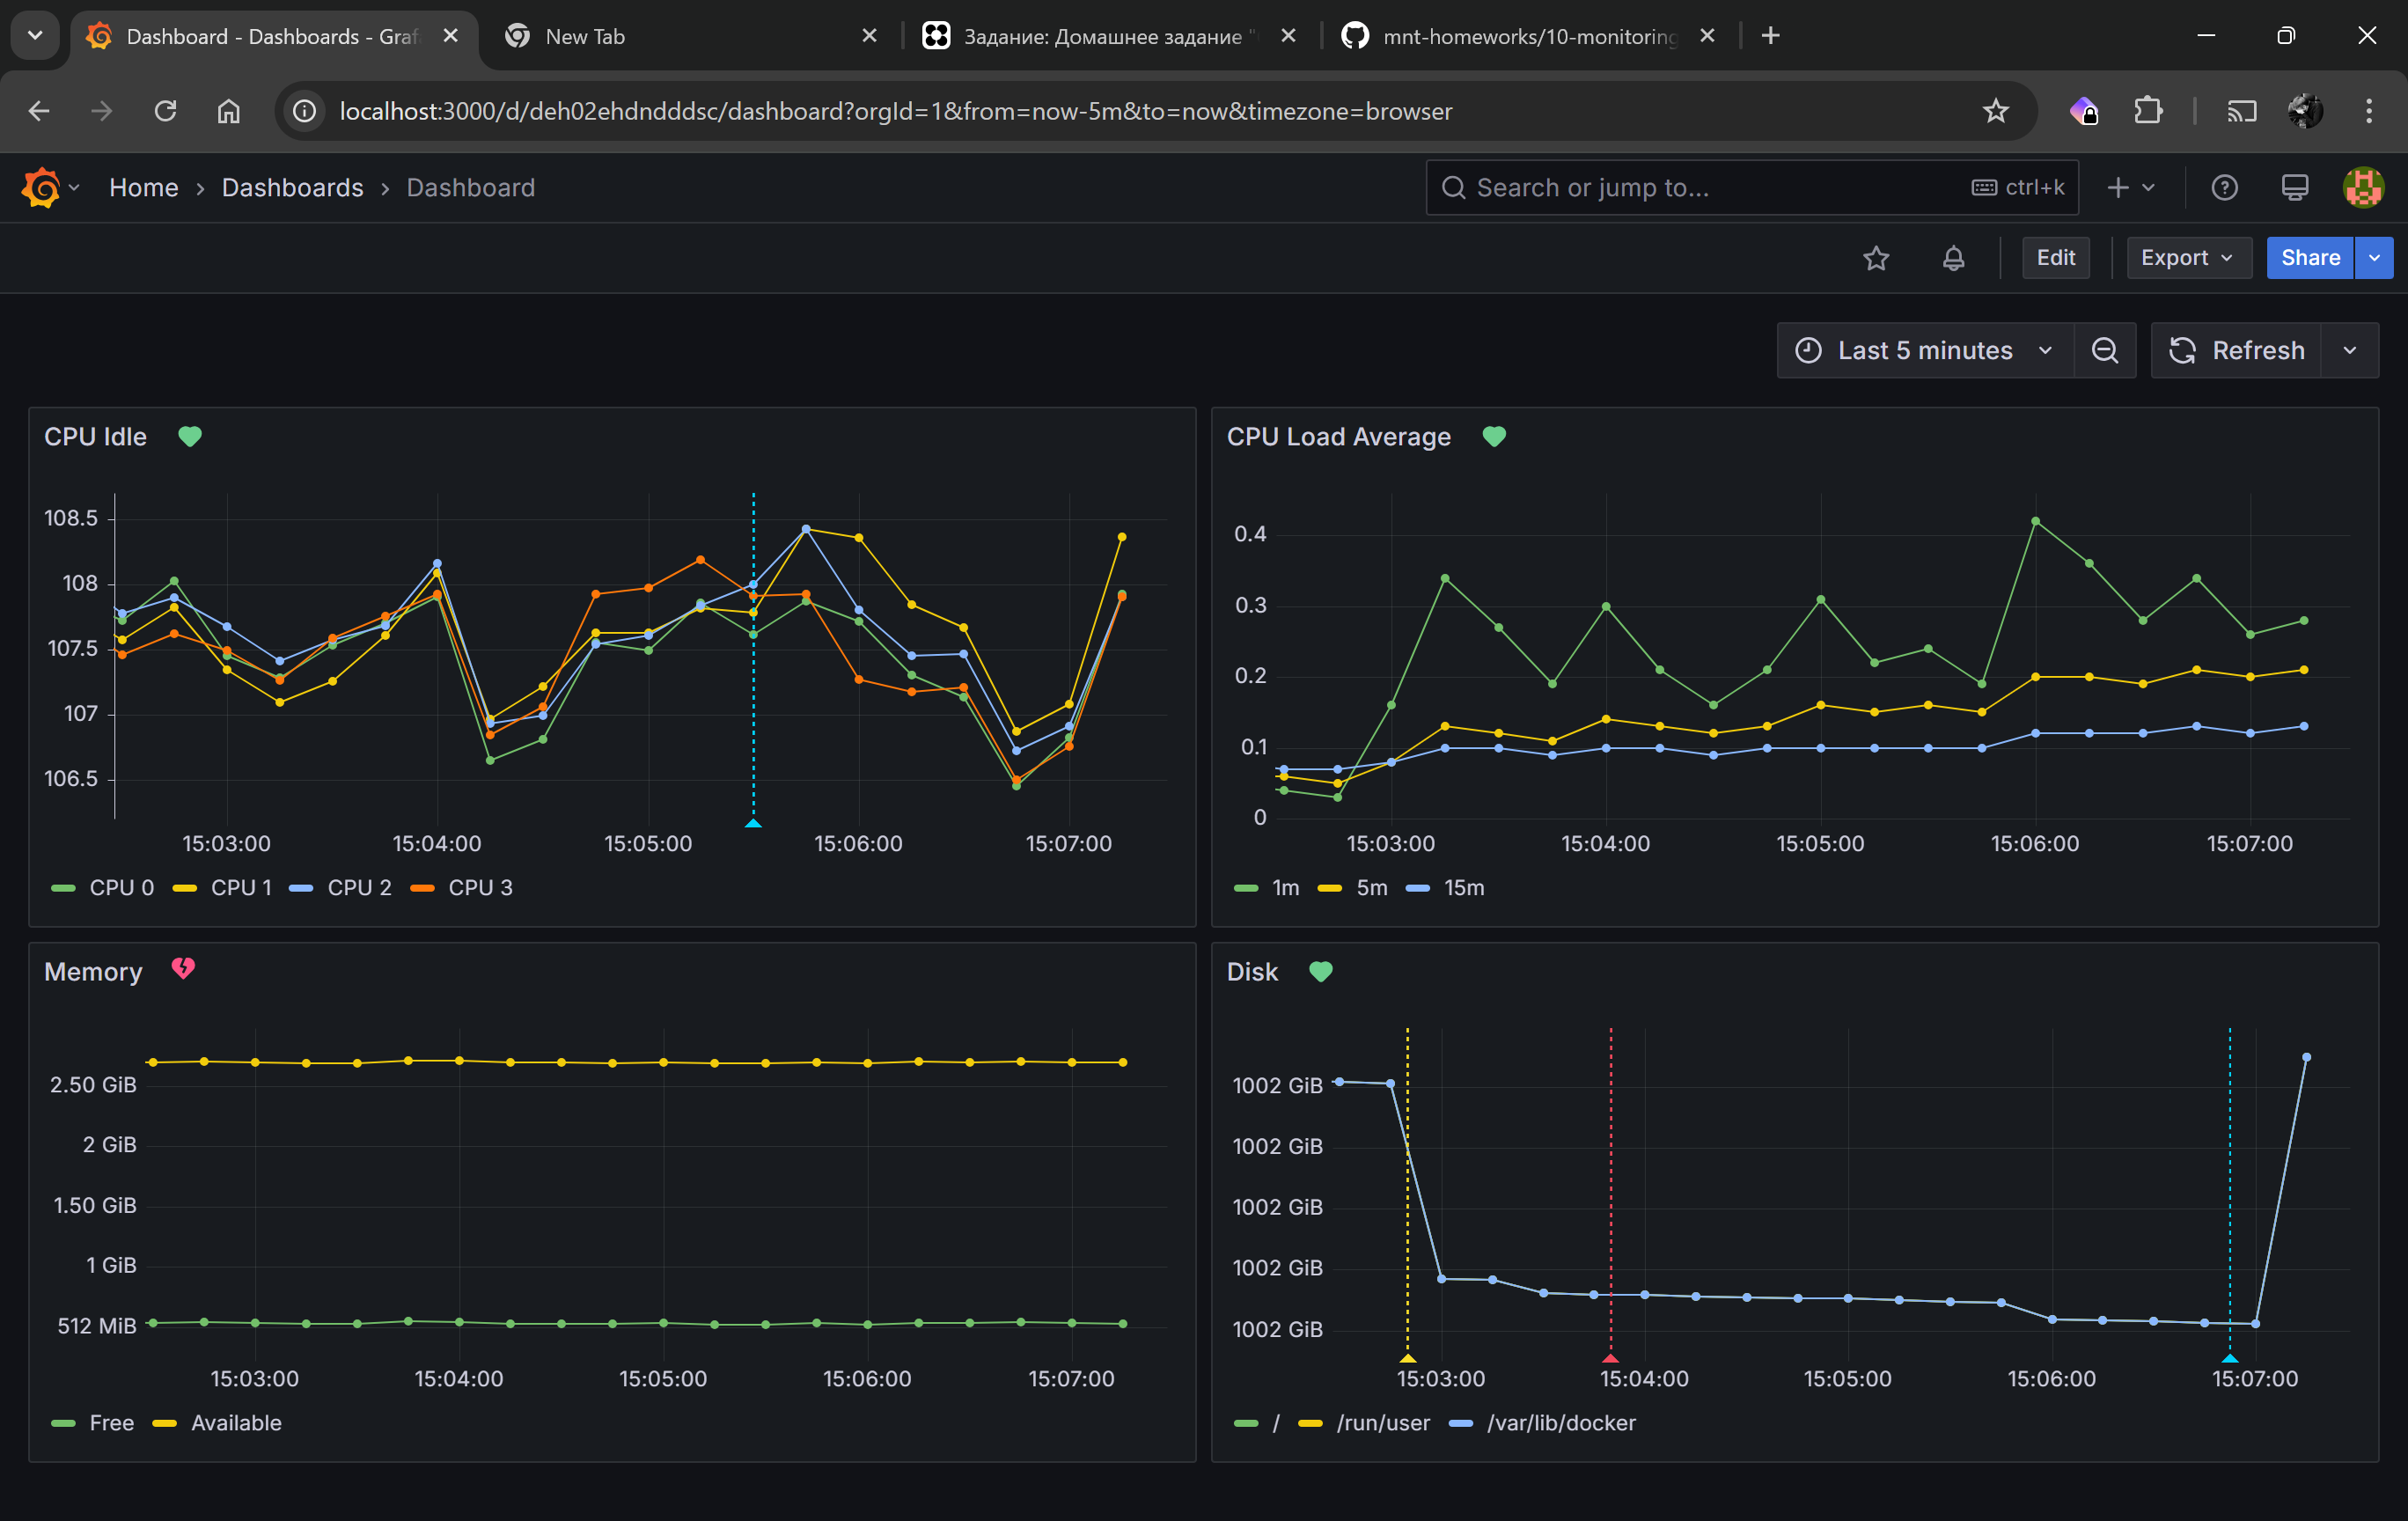 Dashboard - Dashboards - Graf
New Tab
Задание: Домашнее задание "
mnt-homeworks/10-monitoring
localhost:3000/d/deh02ehdndddsc/dashboard?orgId=1&from=now-5m&to=now&timezone=browser
Home › Dashboards › Dashboard
Search or jump to...
ctrl+k
Edit
Export
Share
Last 5 minutes
Refresh
CPU Idle
108.5
108
107.5
107
106.5
15:03:00 15:04:00 15:05:00 15:06:00 15:07:00
CPU 0 CPU 1 CPU 2 CPU 3
CPU Load Average
0.4
0.3
0.2
0.1
0
15:03:00 15:04:00 15:05:00 15:06:00 15:07:00
1m 5m 15m
Memory
2.50 GiB
2 GiB
1.50 GiB
1 GiB
512 MiB
15:03:00 15:04:00 15:05:00 15:06:00 15:07:00
Free Available
Disk
1002 GiB
1002 GiB
1002 GiB
1002 GiB
1002 GiB
15:03:00 15:04:00 15:05:00 15:06:00 15:07:00
/ /run/user /var/lib/docker